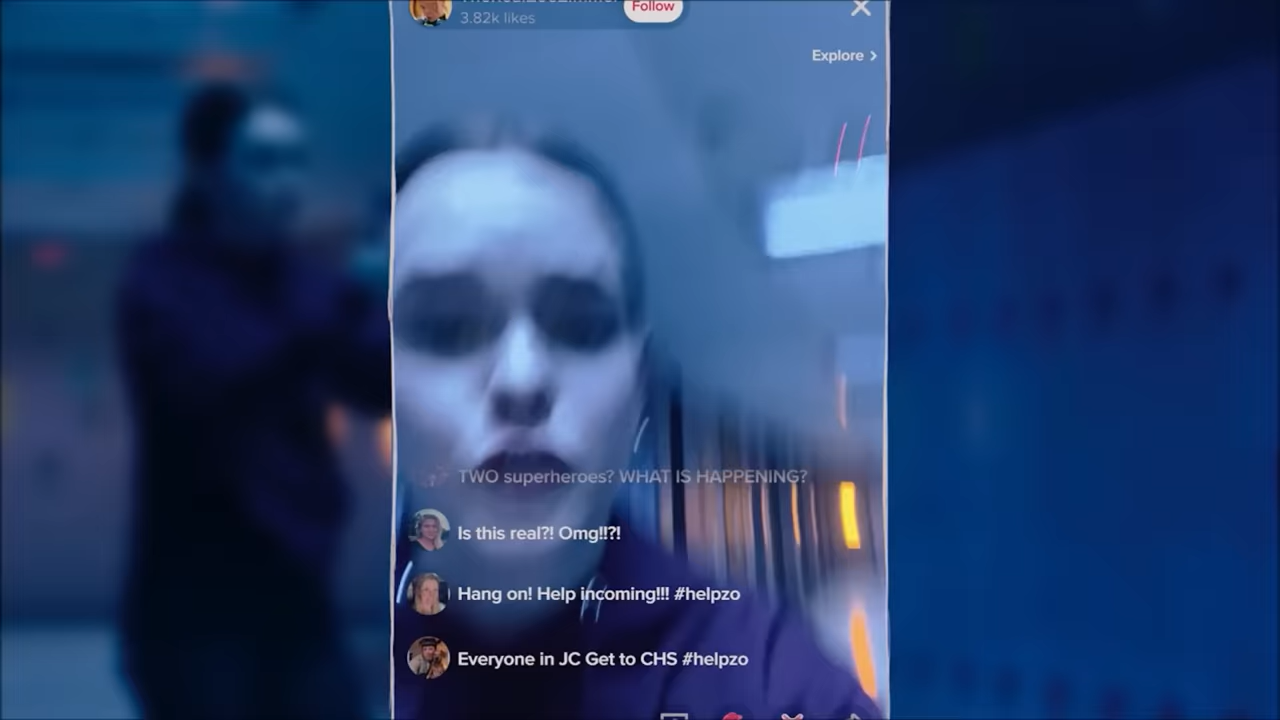 3.82k likes
Follow
Explore >
TWO superheroes? WHAT IS HAPPENING?
Is this real?! Omg!!?!
Hang on! Help incoming!!! #helpzo
Everyone in JC Get to CHS #helpzo